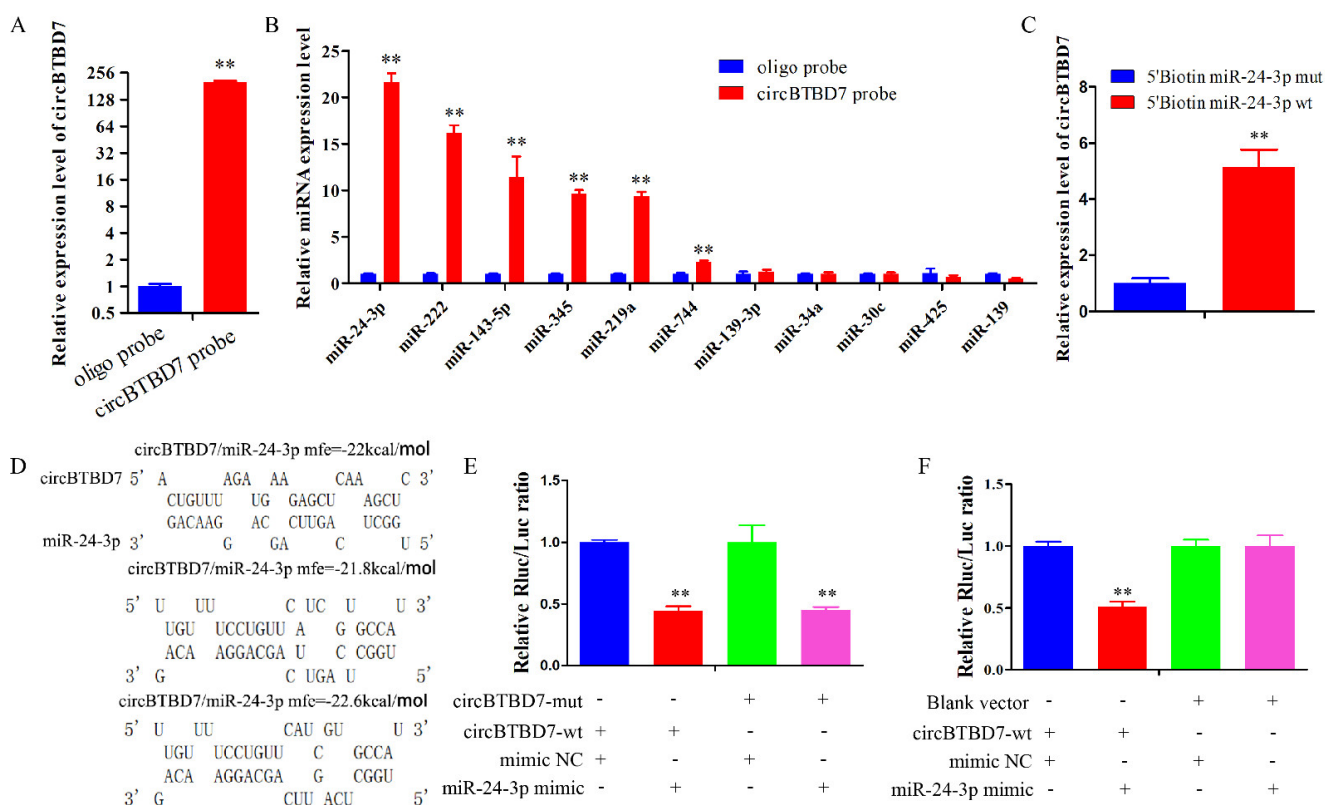 A
Relative expression level of circBTBD7
256
128
64
32
16
8
4
2
1
0.5
**
oligo probe
circBTBD7 probe
B
Relative miRNA expression level
25
20
15
10
5
0
** ** ** ** ** **
oligo probe
circBTBD7 probe
miR-24-3p
miR-222
miR-143-5p
miR-345
miR-219a
miR-744
miR-139-3p
miR-34a
miR-30c
miR-425
miR-139
C
Relative expression level of circBTBD7
8
6
4
2
0
5'Biotin miR-24-3p mut
5'Biotin miR-24-3p wt
**
D
circBTBD7/miR-24-3p mfe=-22kcal/mol
circBTBD7 5' A AGA AA CAA C 3'
CUGUUU UG GAGCU AGCU
GACAAG AC CUUGA UCGG
miR-24-3p 3' G GA C U 5'
circBTBD7/miR-24-3p mfe=-21.8kcal/mol
5' U UU C UC U U 3'
UGU UCCUGUU A G GCCA
ACA AGGACGA U C CGGU
3' G C UGA U 5'
circBTBD7/miR-24-3p mfe=-22.6kcal/mol
5' U UU CAU GU U 3'
UGU UCCUGUU C GCCA
ACA AGGACGA G CGGU
3' G CUU ACU 5'
E
Relative Rluc/Luc ratio
1.5
1.0
0.5
0.0
** **
circBTBD7-mut - - + +
circBTBD7-wt + + - -
mimic NC + - + -
miR-24-3p mimic - + - +
F
Relative Rluc/Luc ratio
1.5
1.0
0.5
0.0
**
Blank vector - - + +
circBTBD7-wt + + - -
mimic NC + - + -
miR-24-3p mimic - + - +